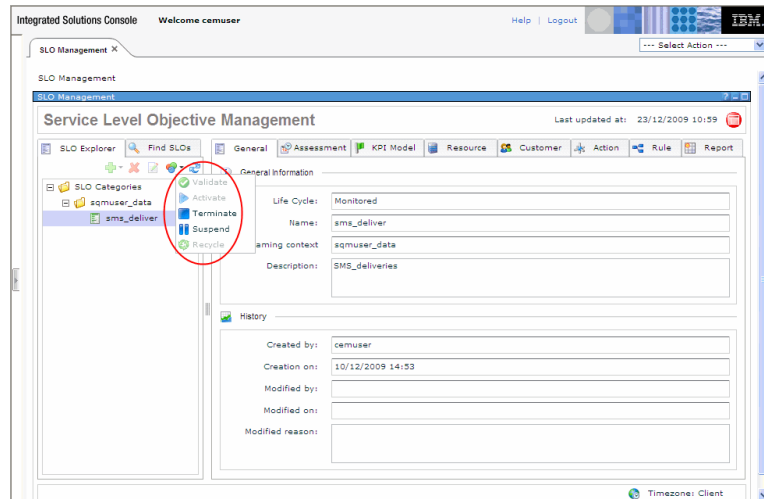 Integrated Solutions Console Welcome cemuser Help | Logout IBM.
SLO Management X --- Select Action ---
SLO Management
SLO Management
Service Level Objective Management Last updated at: 23/12/2009 10:59
SLO Explorer Find SLOs General Assessment KPI Model Resource Customer Action Rule Report
General Information
Validate
SLO Categories
Activate Life Cycle: Monitored
sqmuser_data
Terminate Name: sms_deliver
sms_deliver
Suspend
Recycle aming context sqmuser_data
Description: SMS_deliveries
History
Created by: cemuser
Creation on: 10/12/2009 14:53
Modified by:
Modified on:
Modified reason:
Timezone: Client